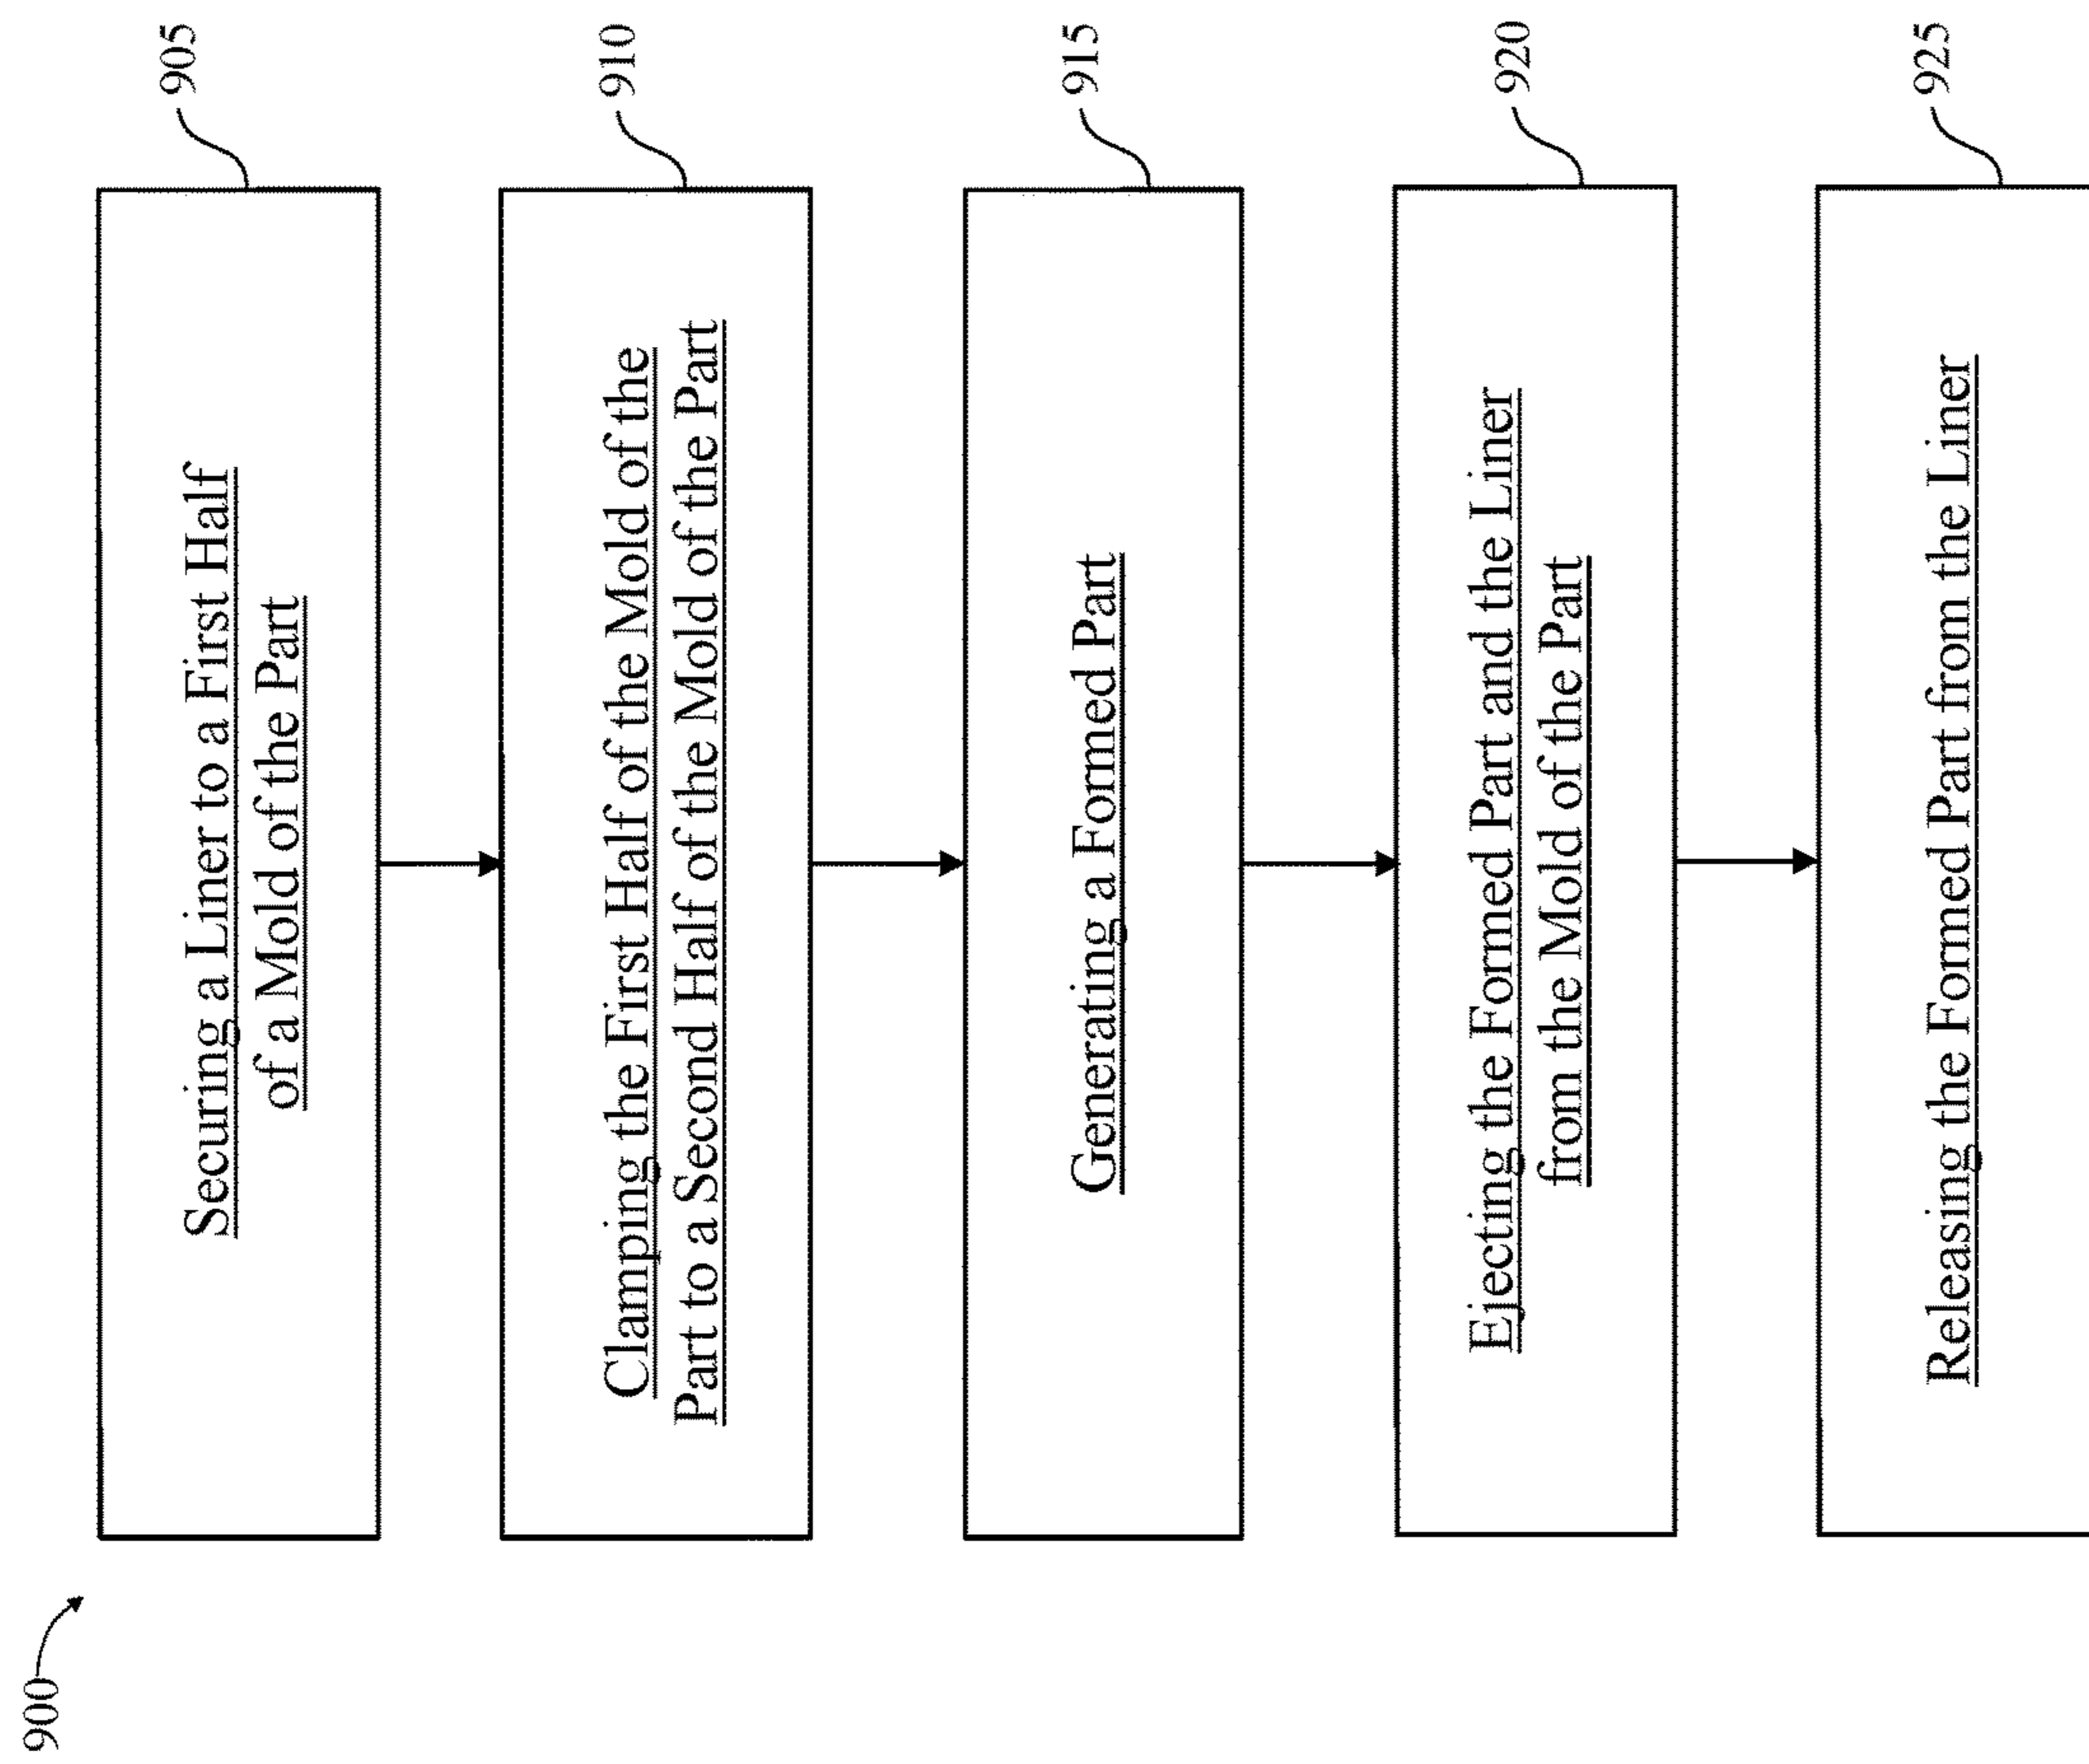 900
Securing a Liner to a First Half
of a Mold of the Part
905
Clamping the First Half of the Mold of the
Part to a Second Half of the Mold of the Part
910
Generating a Formed Part
915
Ejecting the Formed Part and the Liner
from the Mold of the Part
920
Releasing the Formed Part from the Liner
925